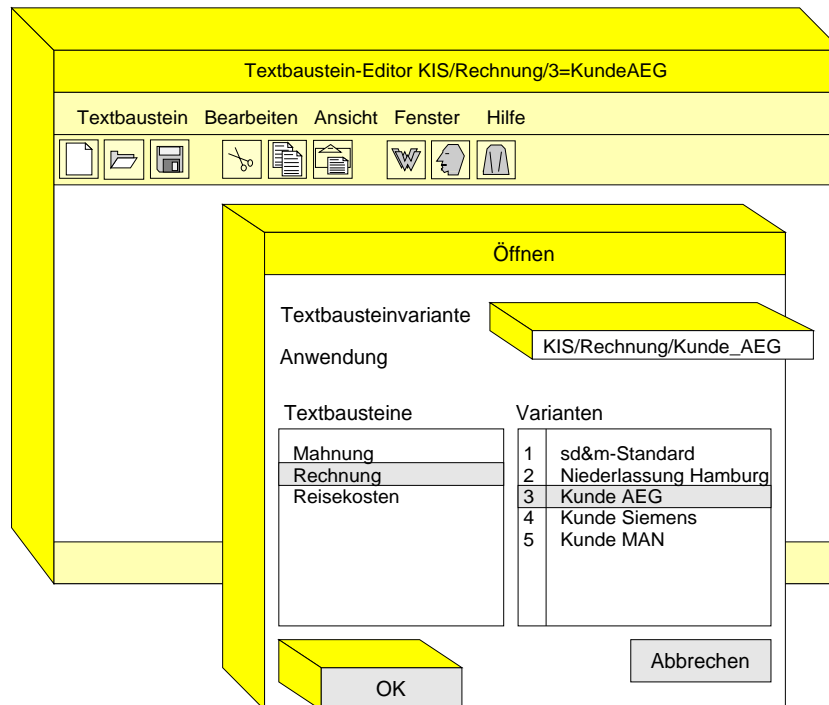 Textbaustein-Editor KIS/Rechnung/3=KundeAEG
Textbaustein Bearbeiten Ansicht Fenster Hilfe
W
Öffnen
Textbausteinvariante
KIS/Rechnung/Kunde_AEG
Anwendung
Textbausteine Varianten
Mahnung 1 sd&m-Standard
Rechnung 2 Niederlassung Hamburg
Reisekosten 3 Kunde AEG
4 Kunde Siemens
5 Kunde MAN
Abbrechen
OK